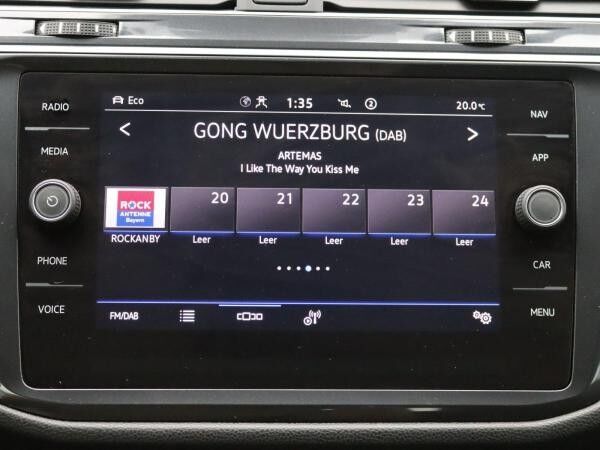 RADIO
MEDIA
PHONE
VOICE
Eco
1:35
2
20.0°C
GONG WUERZBURG (DAB)
ARTEMAS
I Like The Way You Kiss Me
ROCK
ANTENNE
Bayern
20
21
22
23
24
ROCKANBY
Leer
Leer
Leer
Leer
Leer
FM/DAB
NAV
APP
CAR
MENU